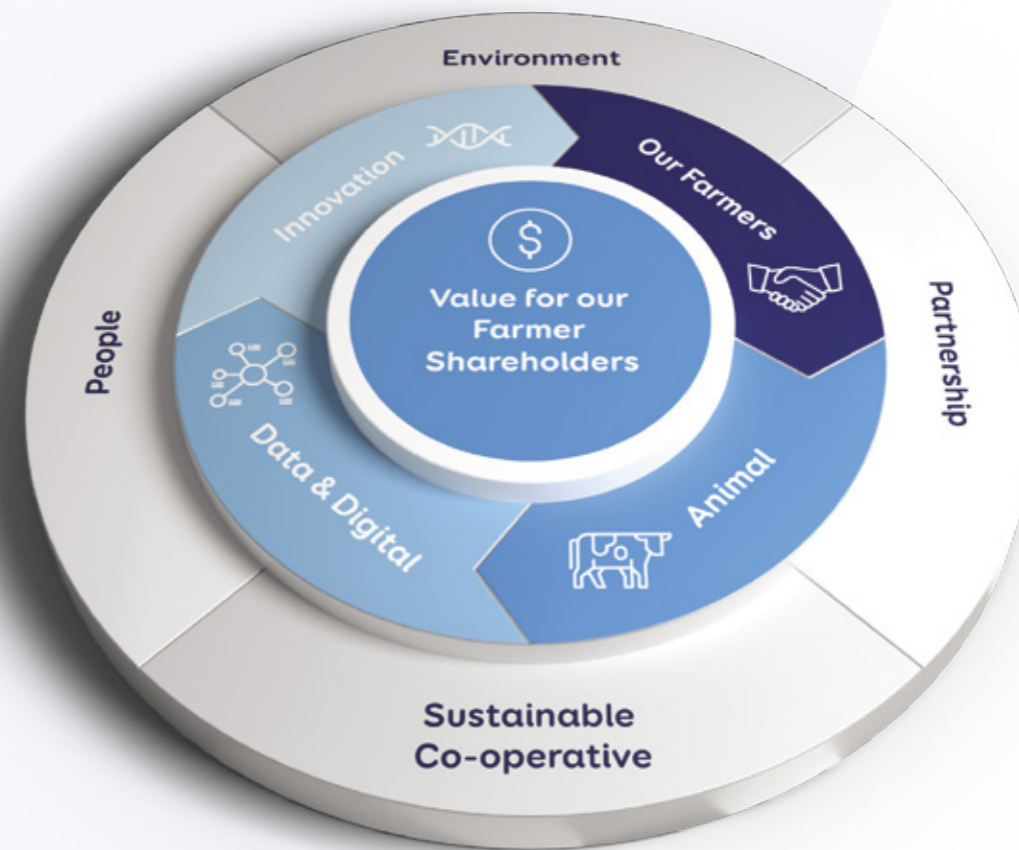 Environment
Innovation
Our Farmers
$
Value for our
Farmer
Shareholders
People
Partnership
Data & Digital
Animal
Sustainable
Co-operative